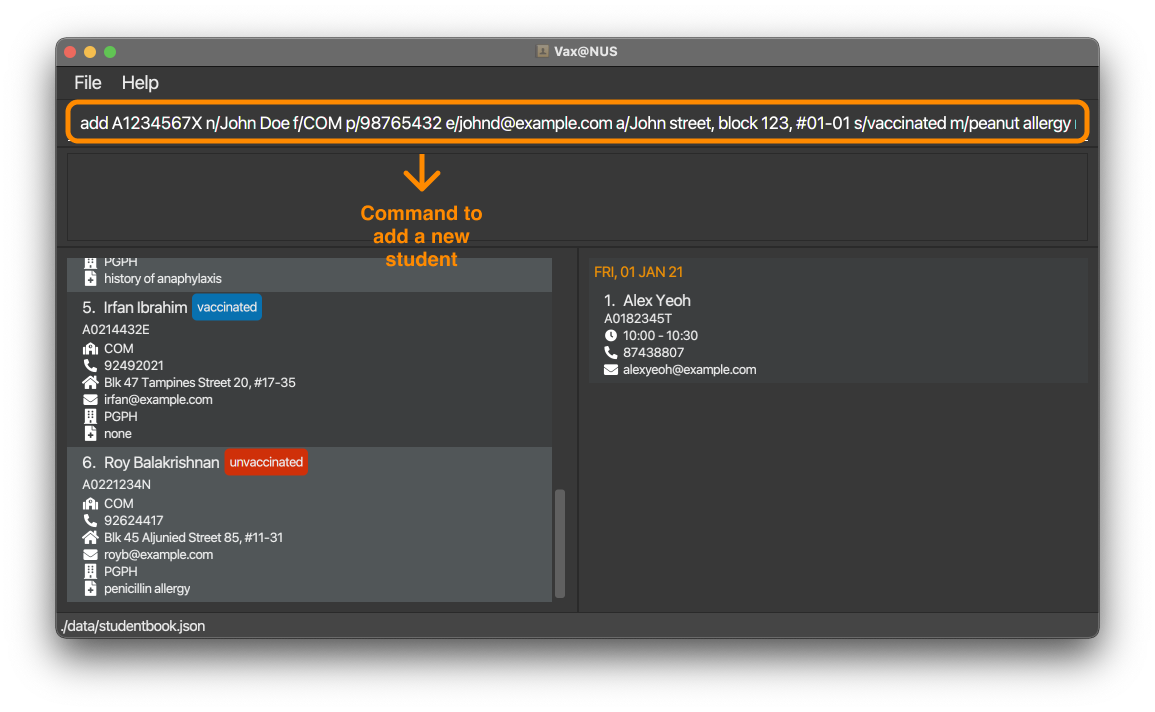 Vax@NUS
File Help
add A1234567X n/John Doe f/COM p/98765432 e/johnd@example.com a/John street, block 123, #01-01 s/vaccinated m/peanut allergy
Command to
add a new
student
PGPH
history of anaphylaxis
5. Irfan Ibrahim vaccinated
A0214432E
COM
92492021
Blk 47 Tampines Street 20, #17-35
irfan@example.com
PGPH
none
6. Roy Balakrishnan unvaccinated
A0221234N
COM
92624417
Blk 45 Aljunied Street 85, #11-31
royb@example.com
PGPH
penicillin allergy
FRI, 01 JAN 21
1. Alex Yeoh
A0182345T
10:00 - 10:30
87438807
alexyeoh@example.com
./data/studentbook.json